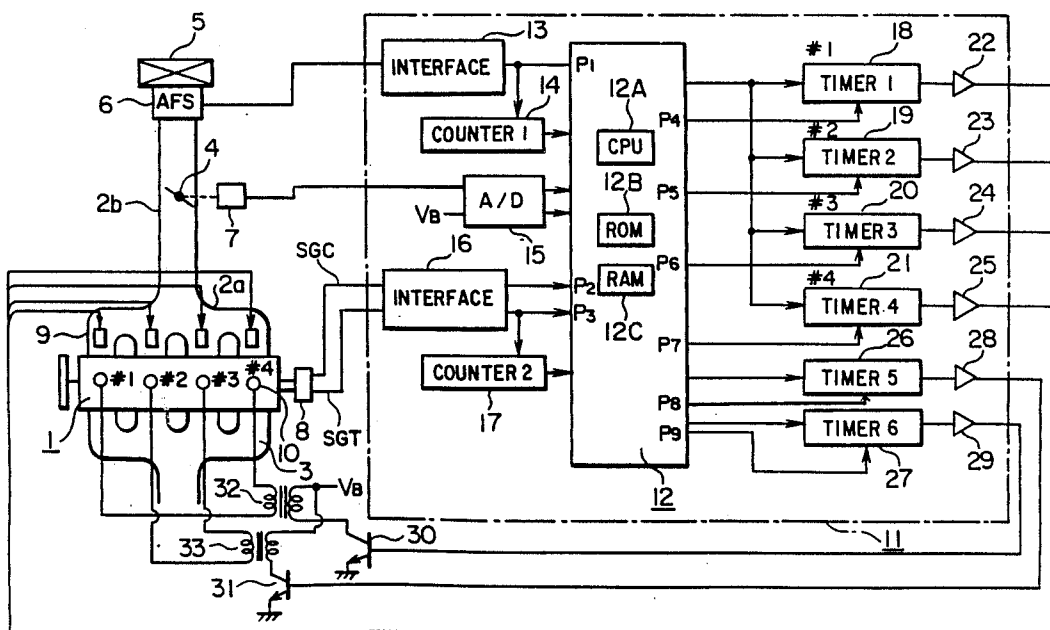 5
13
#1
18
22
INTERFACE
P1
TIMER 1
6
AFS
14
12A
P4
#2
19
23
COUNTER 1
CPU
TIMER 2
4
2b
A/D
12B
P5
#3
20
24
7
VB
15
ROM
TIMER 3
16
P6
#4
21
25
SGC
2a
INTERFACE
P2
RAM
TIMER 4
9
P3
12C
P7
26
28
#1
#2
#3
#4
COUNTER 2
TIMER 5
8
17
P8
1
SGT
P9
TIMER 6
10
3
12
27
29
32
VB
11
33
30
31